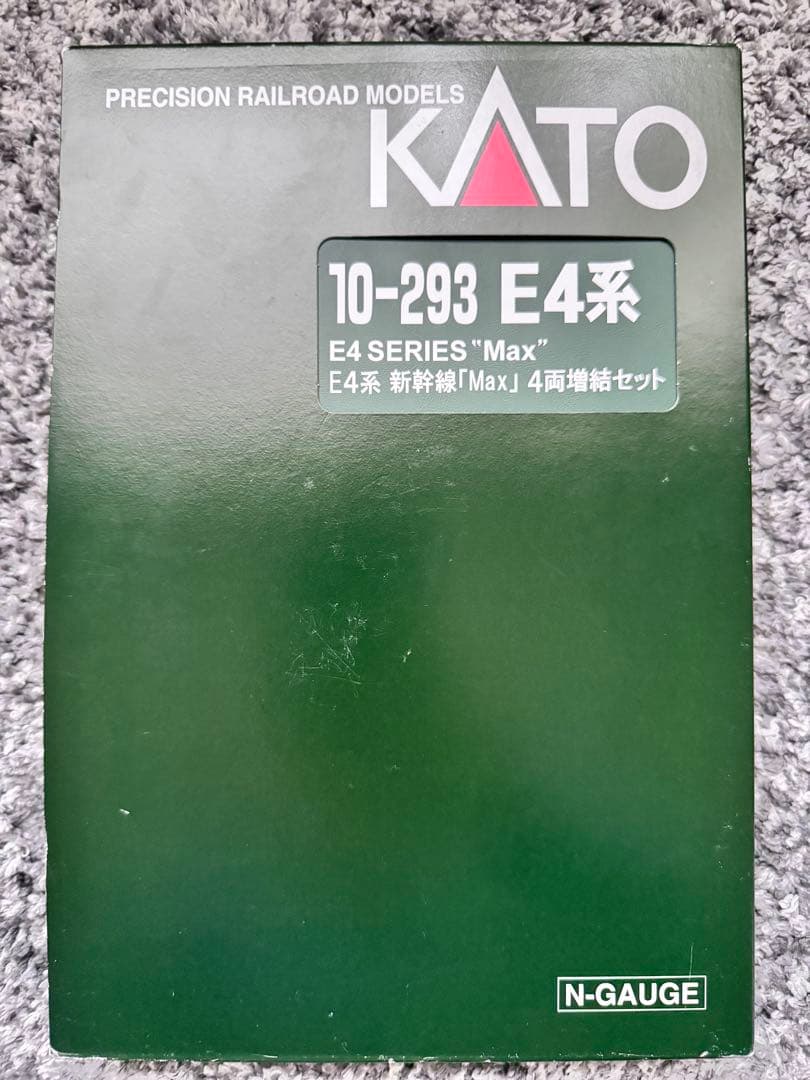 PRECISION RAILROAD MODELS
KATO
10-293 E4系
E4 SERIES “Max”
E4系 新幹線「Max」 4両増結セット
N-GAUGE